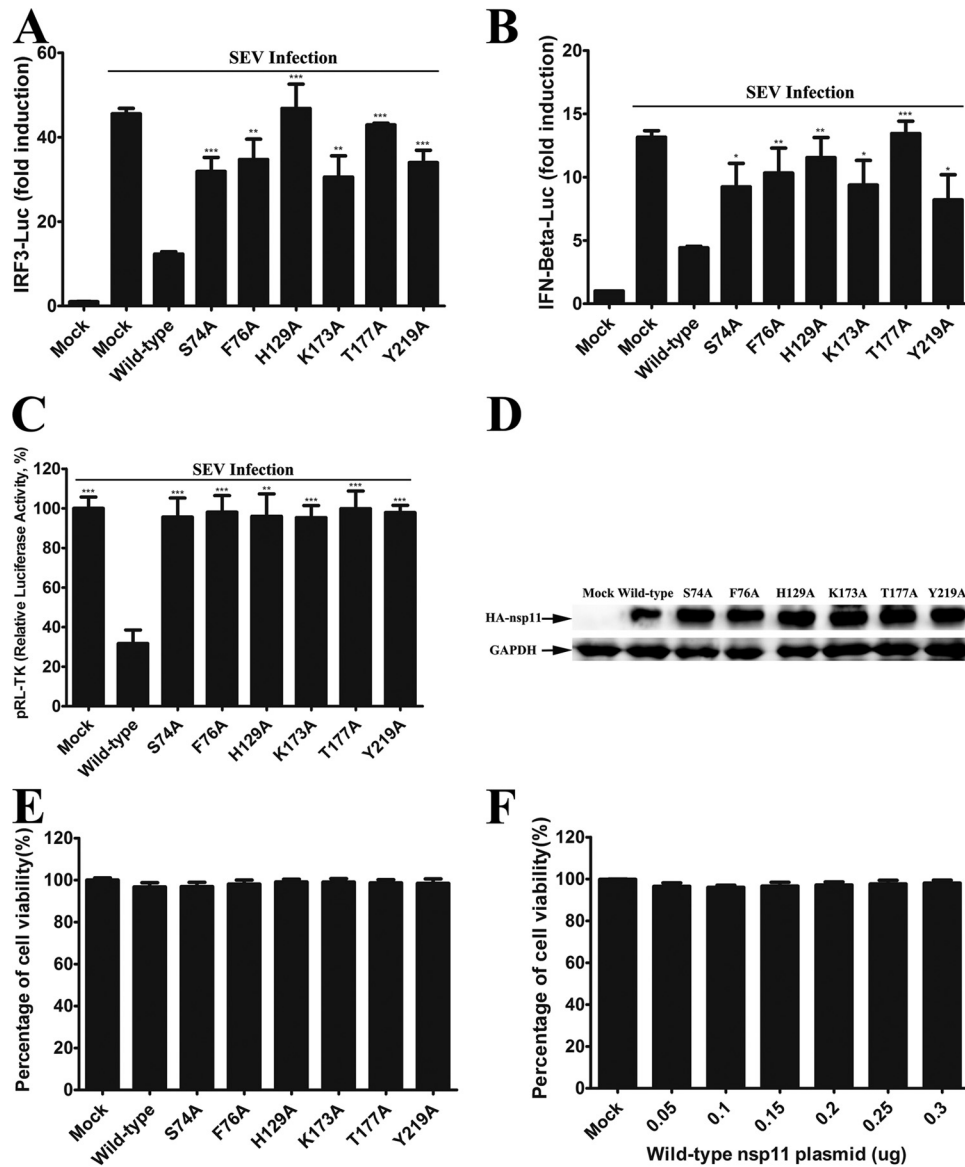 A
SEV Infection
IRF3-Luc (fold induction)
60
40
20
0
***
**
***
**
***
***
Mock
Mock
Wild-type
S74A
F76A
H129A
K173A
T177A
Y219A
B
SEV Infection
IFN-Beta-Luc (fold induction)
20
15
10
5
0
*
**
**
*
***
*
Mock
Mock
Wild-type
S74A
F76A
H129A
K173A
T177A
Y219A
C
SEV Infection
pRL-TK (Relative Luciferase Activity, %)
120
100
80
60
40
20
0
***
***
***
**
***
***
***
Mock
Wild-type
S74A
F76A
H129A
K173A
T177A
Y219A
D
Mock Wild-type S74A F76A H129A K173A T177A Y219A
HA-nsp11
GAPDH
E
Percentage of cell viability(%)
120
100
80
60
40
20
0
Mock
Wild-type
S74A
F76A
H129A
K173A
T177A
Y219A
F
Percentage of cell viability(%)
120
100
80
60
40
20
0
Mock
0.05
0.1
0.15
0.2
0.25
0.3
Wild-type nsp11 plasmid (ug)